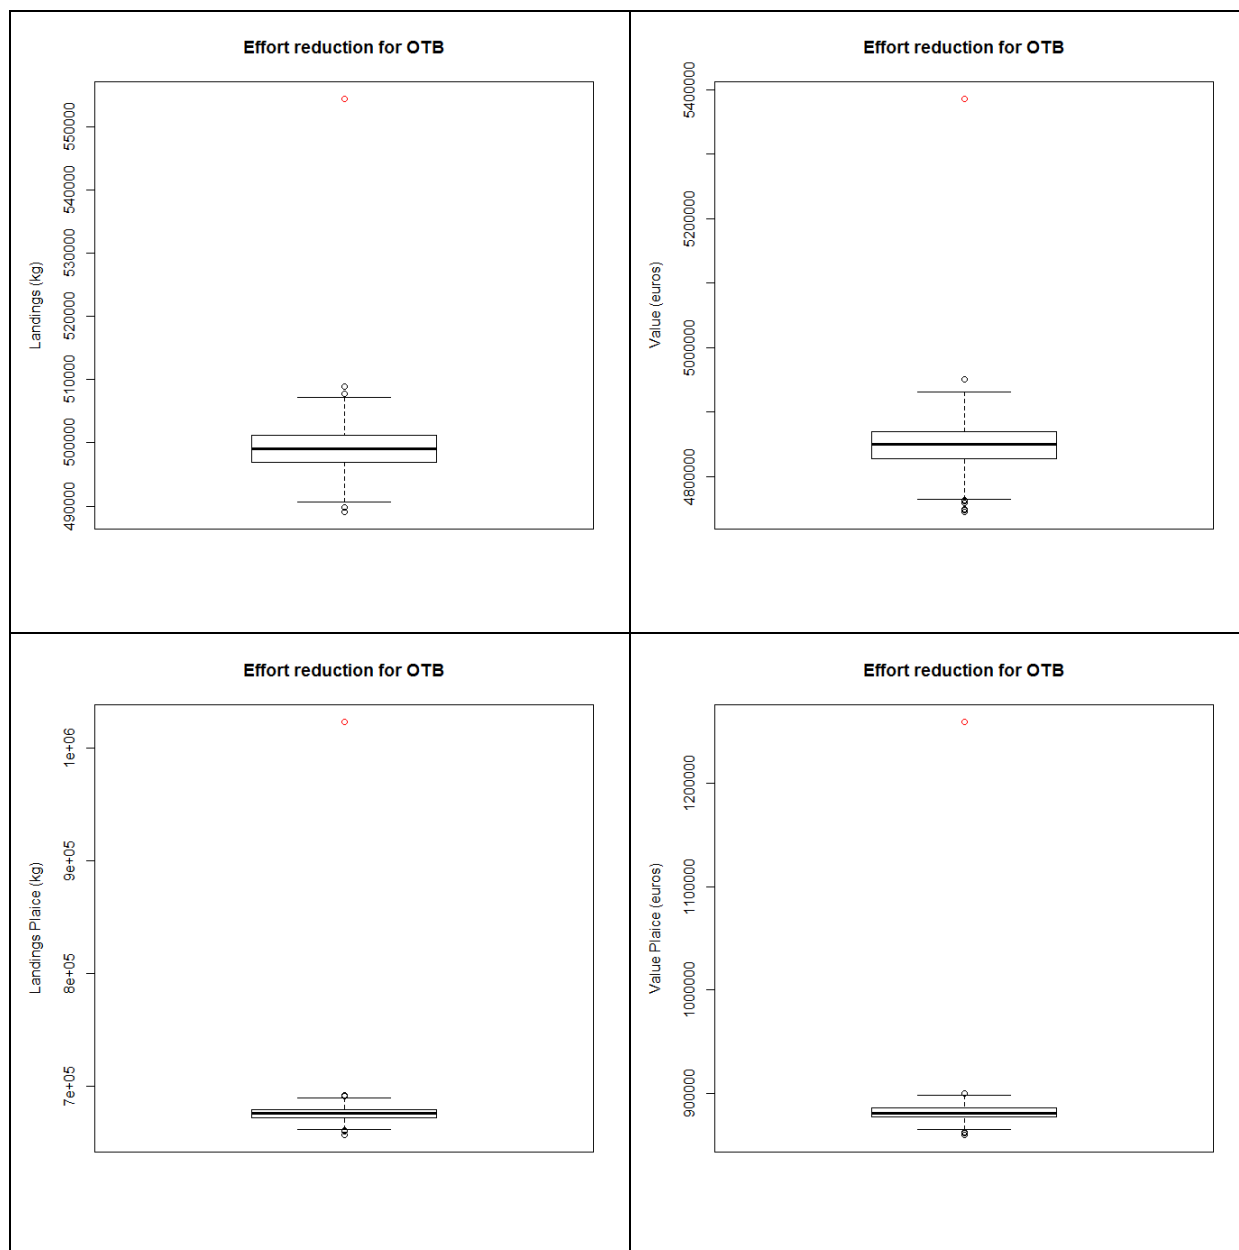 Effort reduction for OTB
Landings (kg)
550000
540000
530000
520000
510000
500000
490000
Effort reduction for OTB
Value (euros)
5400000
5200000
5000000
4800000
Effort reduction for OTB
Landings Plaice (kg)
1e+06
9e+05
8e+05
7e+05
Effort reduction for OTB
Value Plaice (euros)
1200000
1100000
1000000
900000